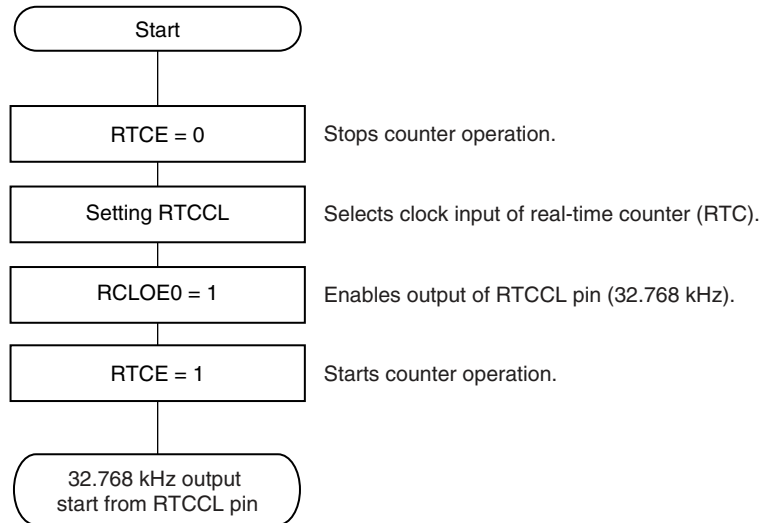 Start
RTCE = 0
Stops counter operation.
Setting RTCCL
Selects clock input of real-time counter (RTC).
RCLOE0 = 1
Enables output of RTCCL pin (32.768 kHz).
RTCE = 1
Starts counter operation.
32.768 kHz output
start from RTCCL pin